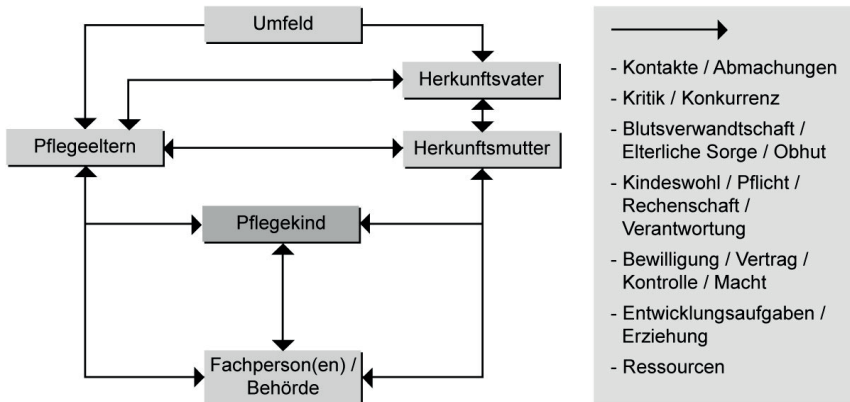 Umfeld
Herkunftsvater
Pflegeeltern
Herkunftsmutter
Pflegekind
Fachperson(en) /
Behörde
- Kontakte / Abmachungen
- Kritik / Konkurrenz
- Blutsverwandtschaft /
Elterliche Sorge / Obhut
- Kindeswohl / Pflicht /
Rechenschaft /
Verantwortung
- Bewilligung / Vertrag /
Kontrolle / Macht
- Entwicklungsaufgaben /
Erziehung
- Ressourcen